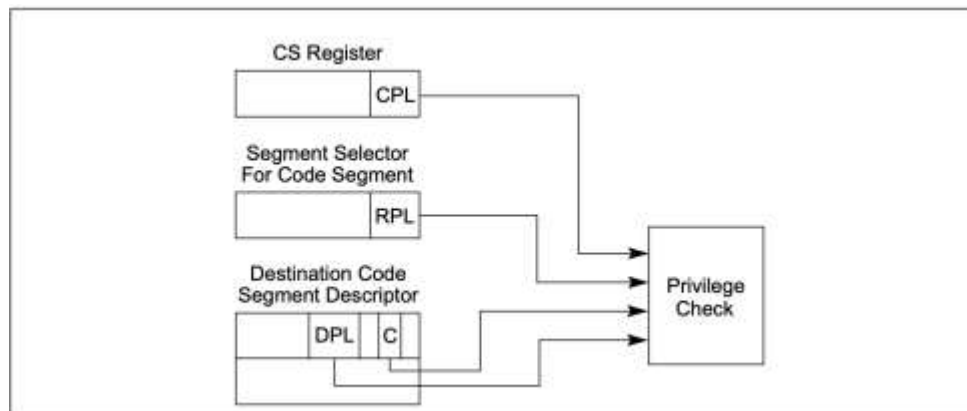 CS Register
CPL
Segment Selector
For Code Segment
RPL
Destination Code
Segment Descriptor
DPL
C
Privilege
Check